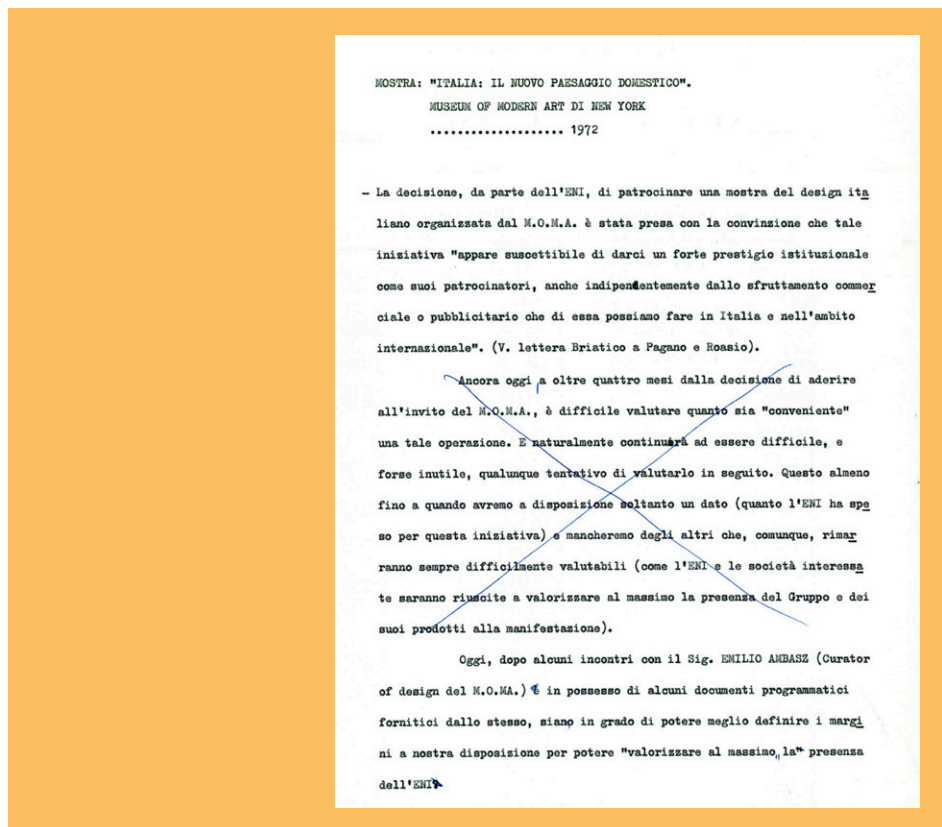 MOSTRA: "ITALIA: IL NUOVO PAESAGGIO DOMESTICO".
MUSEUM OF MODERN ART DI NEW YORK
.................... 1972
- La decisione, da parte dell'ENI, di patrocinare una mostra del design ita
liano organizzata dal M.O.M.A. è stata presa con la convinzione che tale
iniziativa "appare suscettibile di darci un forte prestigio istituzionale
come suoi patrocinatori, anche indipendentemente dallo sfruttamento commer
ciale o pubblicitario che di essa possiamo fare in Italia e nell'ambito
internazionale". (V. lettera Briatico a Pagano e Roasio).
Ancora oggi, a oltre quattro mesi dalla decisione di aderire
all'invito del M.O.M.A., è difficile valutare quanto sia "conveniente"
una tale operazione. E naturalmente continuerà ad essere difficile, e
forse inutile, qualunque tentativo di valutarlo in seguito. Questo almeno
fino a quando avremo a disposizione soltanto un dato (quanto l'ENI ha spe
so per questa iniziativa) e mancheremo degli altri che, comunque, rimar
ranno sempre difficilmente valutabili (come l'ENI e le società interessa
te saranno riuscite a valorizzare al massimo la presenza del Gruppo e dei
suoi prodotti alla manifestazione).
Oggi, dopo alcuni incontri con il Sig. EMILIO AMBASZ (Curator
of design del M.O.MA.) e in possesso di alcuni documenti programmatici
fornitici dallo stesso, siamo in grado di potere meglio definire i margi
ni a nostra disposizione per potere "valorizzare al massimo" la presenza
dell'ENI.